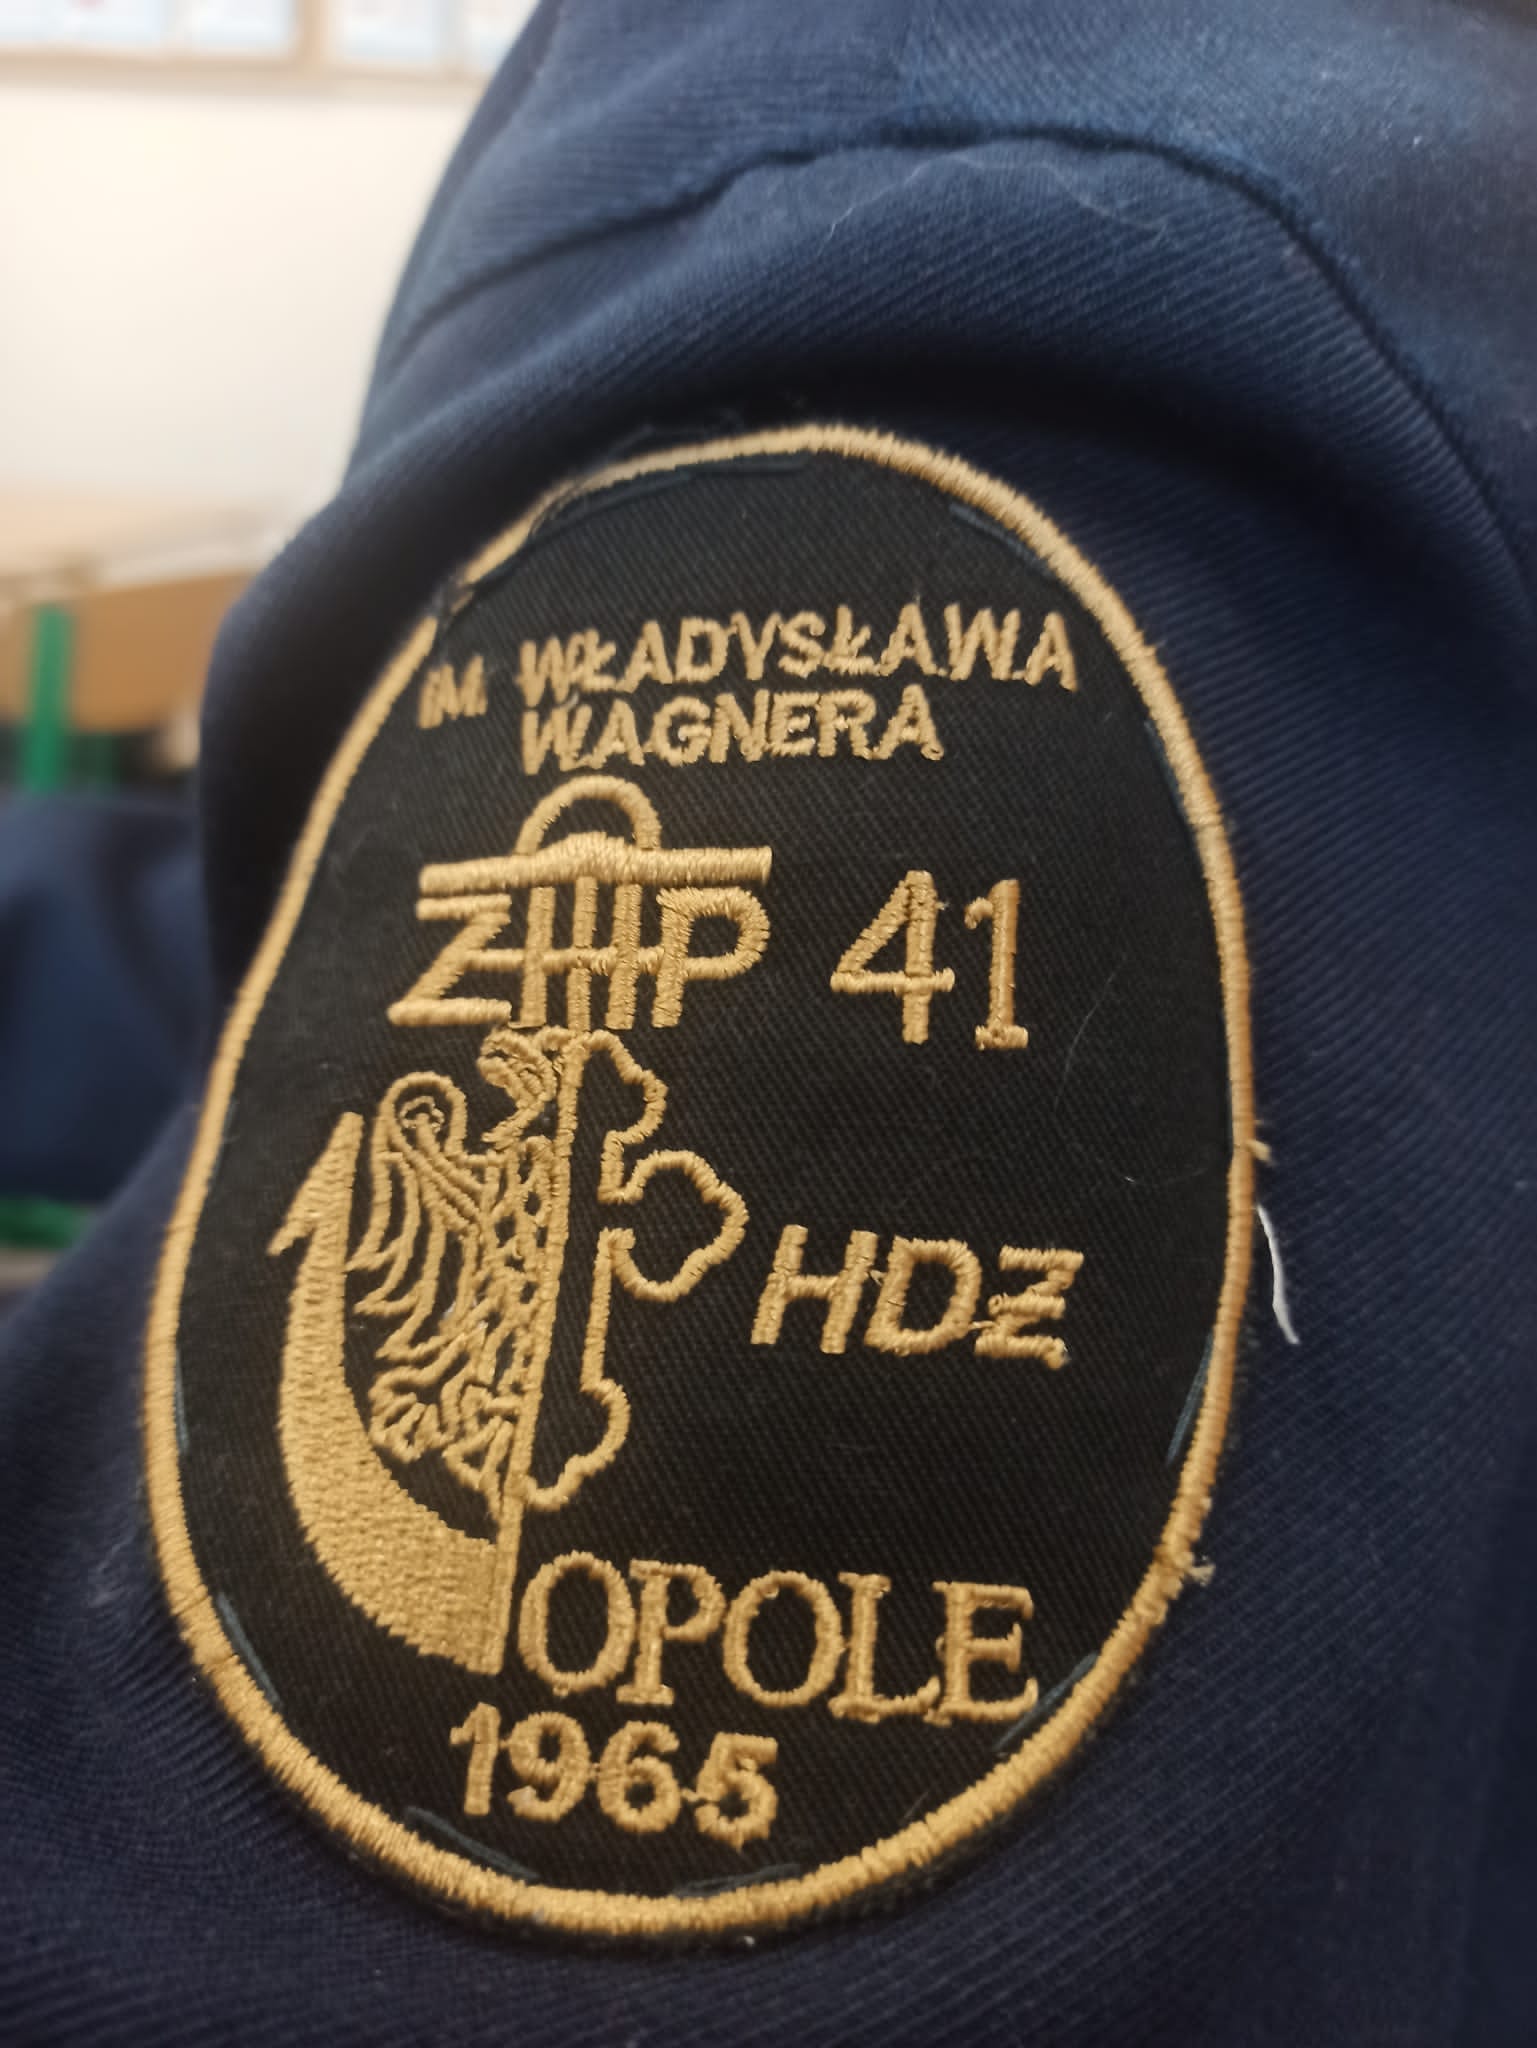 IM. WŁADYSŁAWA
WAGNERA
ZHP 41
HDŻ
OPOLE
1965